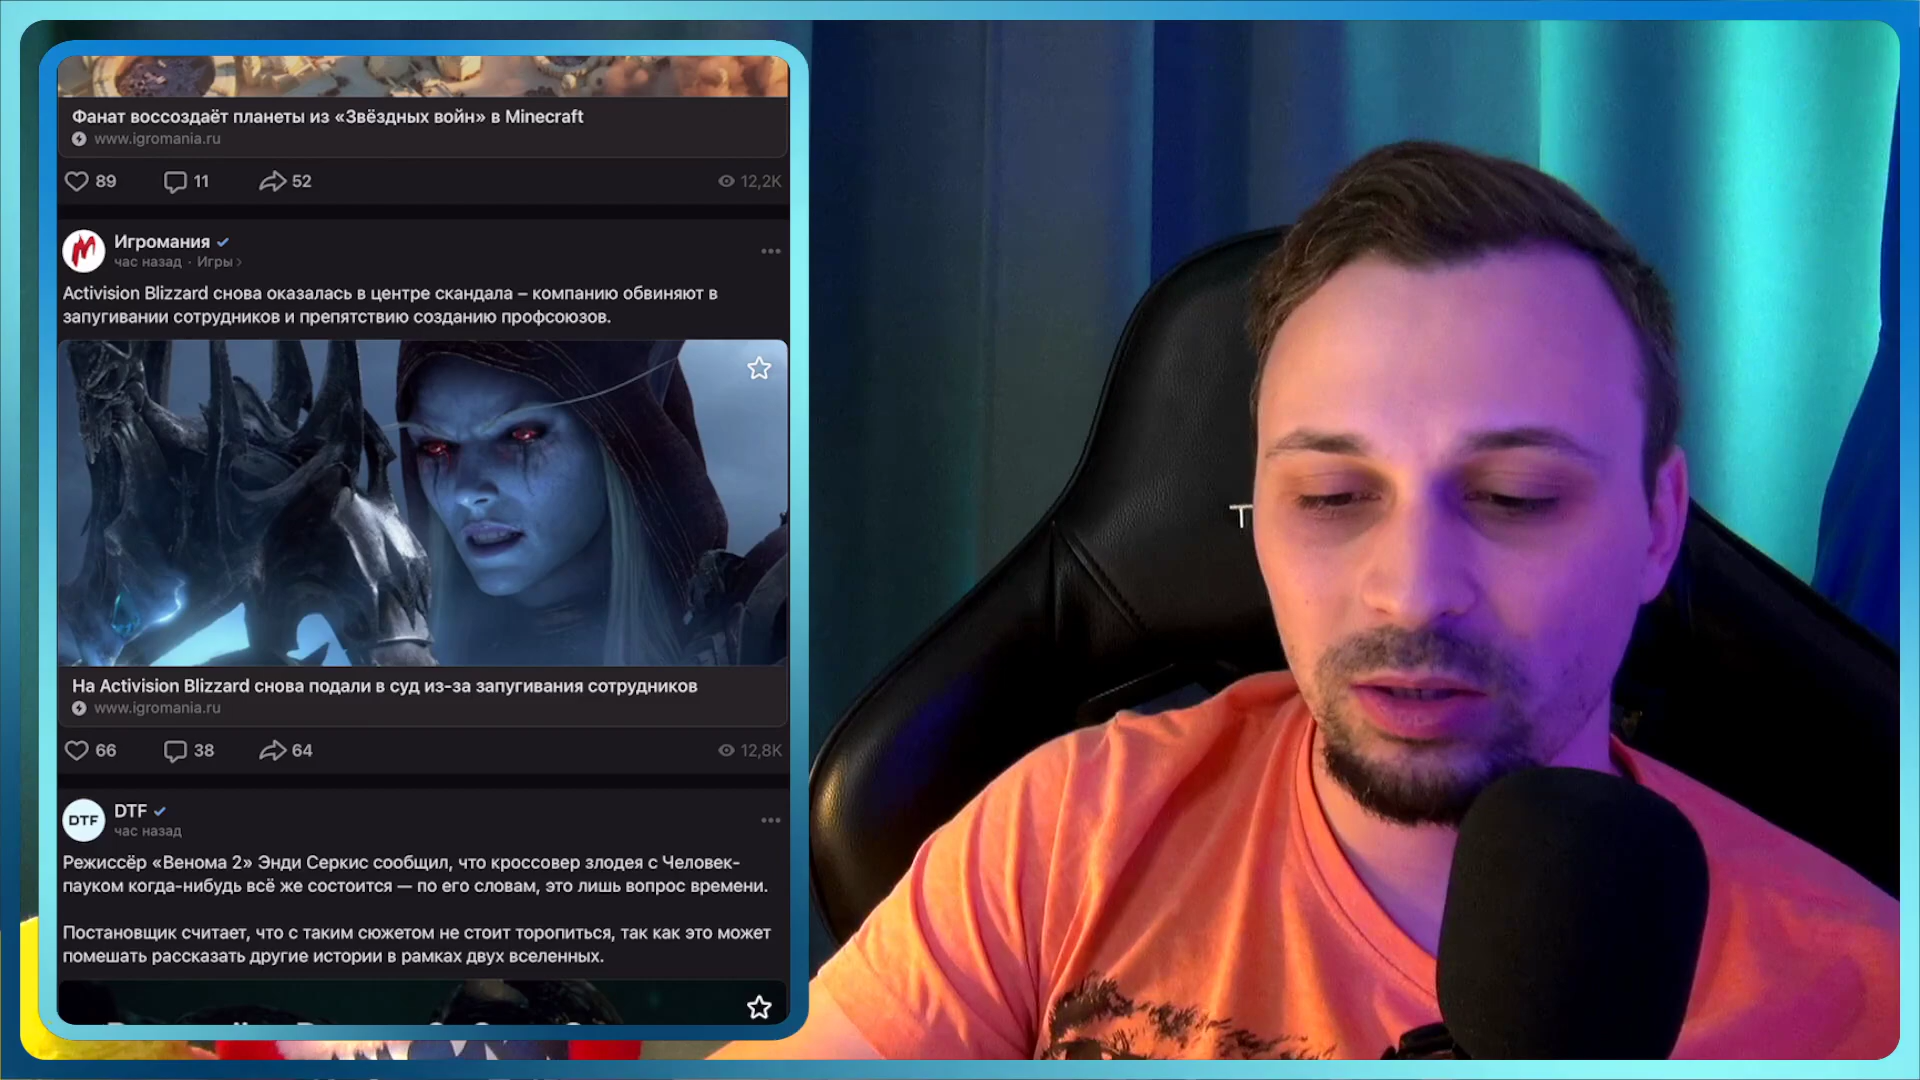 Фанат воссоздаёт планеты из «Звёздных войн» в Minecraft
www.igromania.ru
89 11 52 12,2K
Игромания
час назад · Игры
Activision Blizzard снова оказалась в центре скандала – компанию обвиняют в
запугивании сотрудников и препятствию созданию профсоюзов.
На Activision Blizzard снова подали в суд из-за запугивания сотрудников
www.igromania.ru
66 38 64 12,8K
DTF
DTF
час назад
Режиссёр «Венома 2» Энди Серкис сообщил, что кроссовер злодея с Человек-
пауком когда-нибудь всё же состоится — по его словам, это лишь вопрос времени.
Постановщик считает, что с таким сюжетом не стоит торопиться, так как это может
помешать рассказать другие истории в рамках двух вселенных.
T